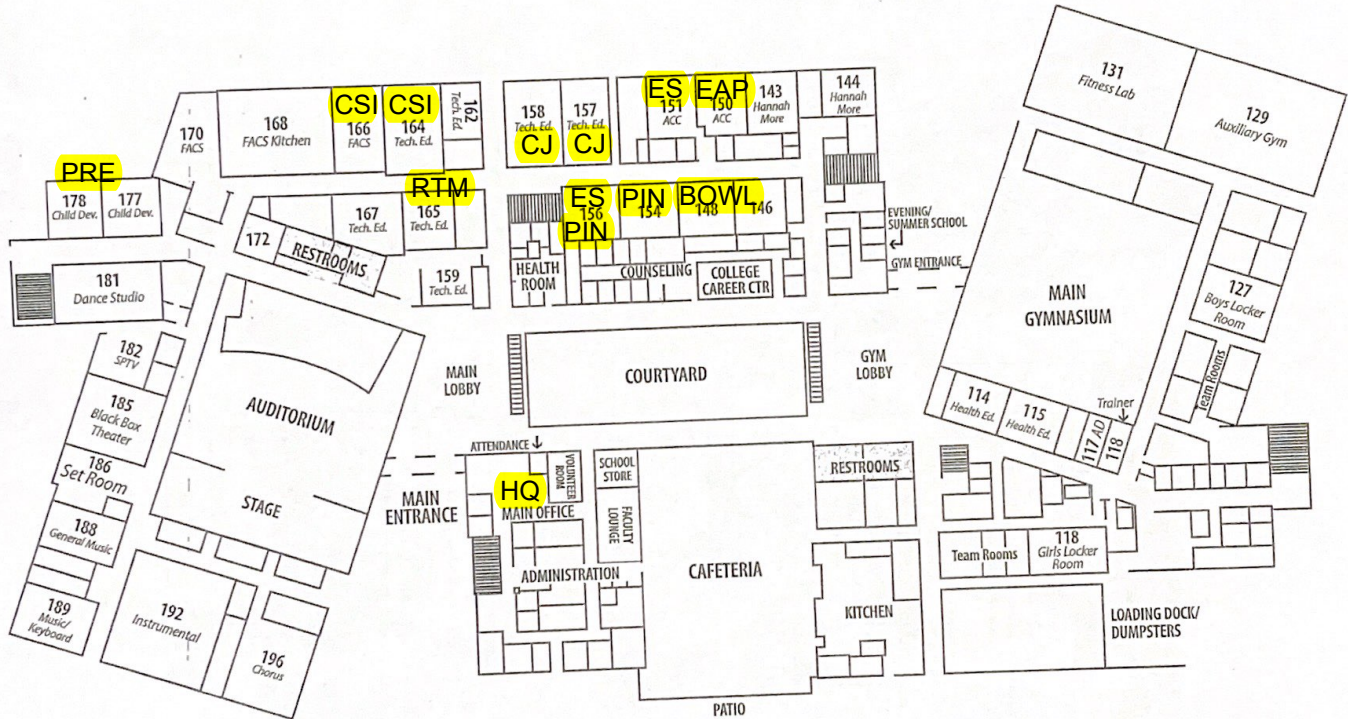 131
Fitness Lab
129
Auxiliary Gym
CSI
166
FACS
CSI
164
Tech. Ed.
162
Tech. Ed.
158
Tech. Ed.
CJ
157
Tech. Ed.
CJ
ES
151
ACC
EAP
150
ACC
143
Hannah
More
144
Hannah
More
170
FACS
168
FACS Kitchen
PRE
178
Child Dev.
177
Child Dev.
172
RESTROOMS
167
Tech. Ed.
RTM
165
Tech. Ed.
159
Tech. Ed.
ES
156
PIN
PIN
154
BOWL
148
146
HEALTH
ROOM
COUNSELING
COLLEGE
CAREER CTR
EVENING/
SUMMER SCHOOL
GYM ENTRANCE
181
Dance Studio
182
SPTV
185
Black Box
Theater
186
Set Room
188
General Music
189
Music/
Keyboard
192
Instrumental
196
Chorus
AUDITORIUM
STAGE
MAIN
LOBBY
COURTYARD
GYM
LOBBY
MAIN
GYMNASIUM
127
Boys Locker
Room
Team Rooms
Trainer
114
Health Ed.
115
Health Ed.
117 AD
118
ATTENDANCE
MAIN
ENTRANCE
HQ
VOLUNTEER
ROOM
MAIN OFFICE
SCHOOL
STORE
FACULTY
LOUNGE
ADMINISTRATION
CAFETERIA
RESTROOMS
KITCHEN
Team Rooms
118
Girls Locker
Room
LOADING DOCK/
DUMPSTERS
PATIO